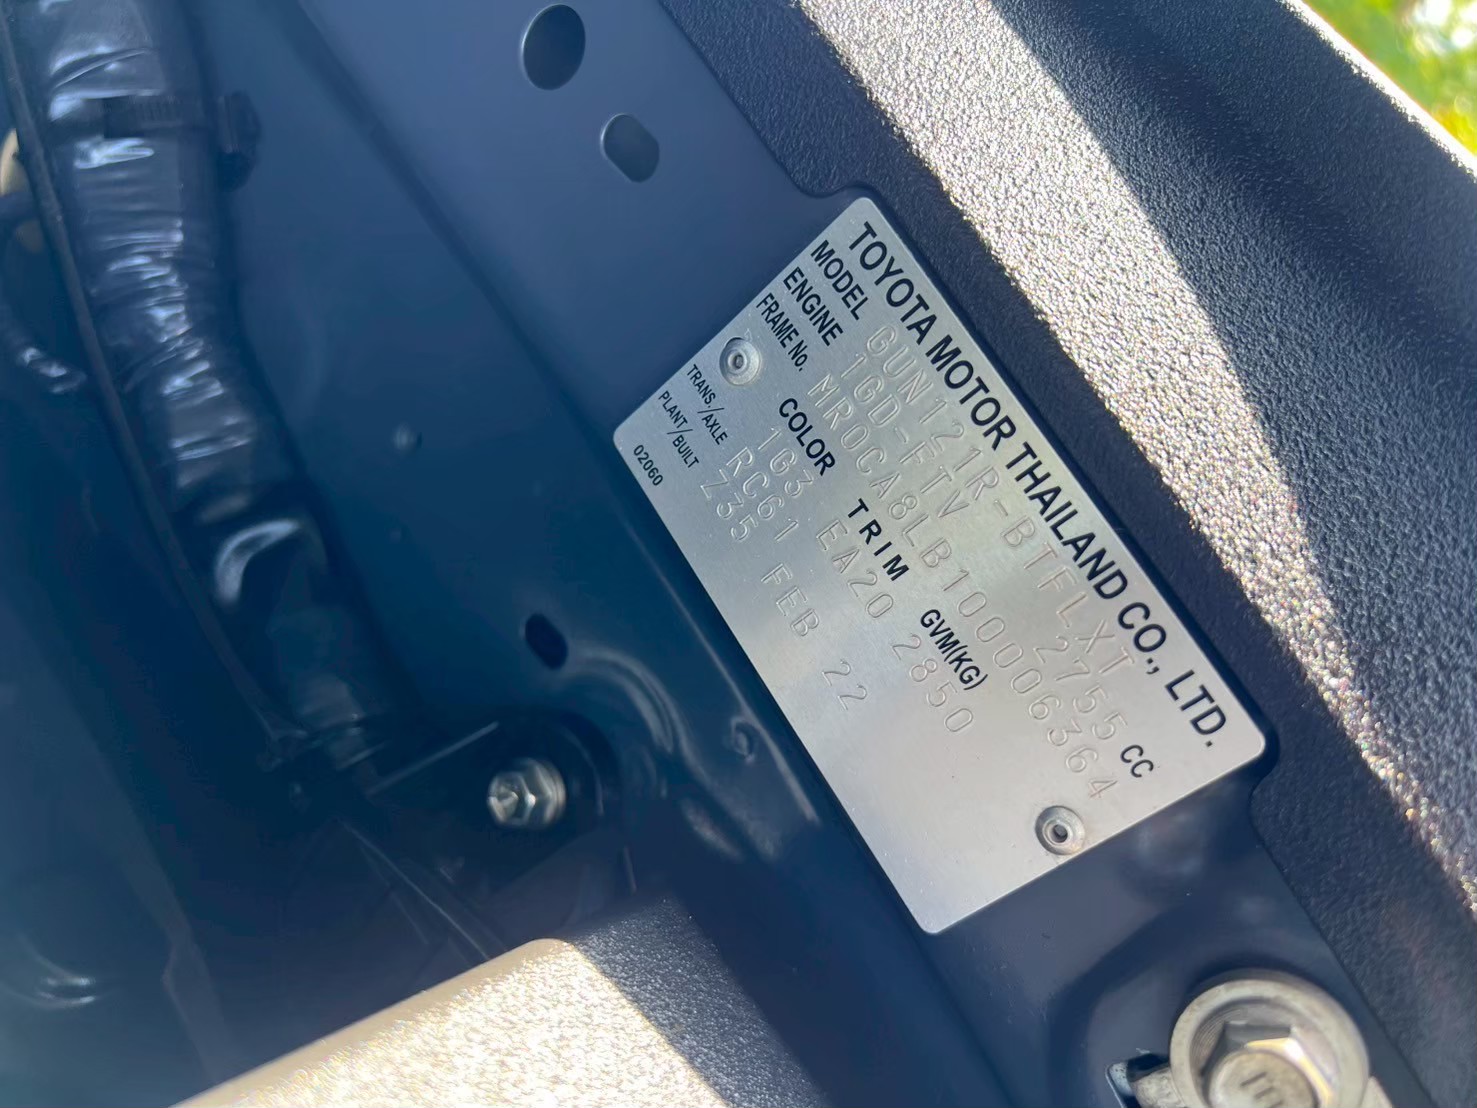 TOYOTA MOTOR THAILAND CO., LTD.
MODEL GUN121R-BTFLXT
ENGINE 1GD-FTV 2755 CC
FRAME No. MR0CA8LB100006364
COLOR TRIM GVM(KG)
1G3 EA20 2850
TRANS./AXLE RC61
PLANT/BUILT Z35 FEB 22
02060